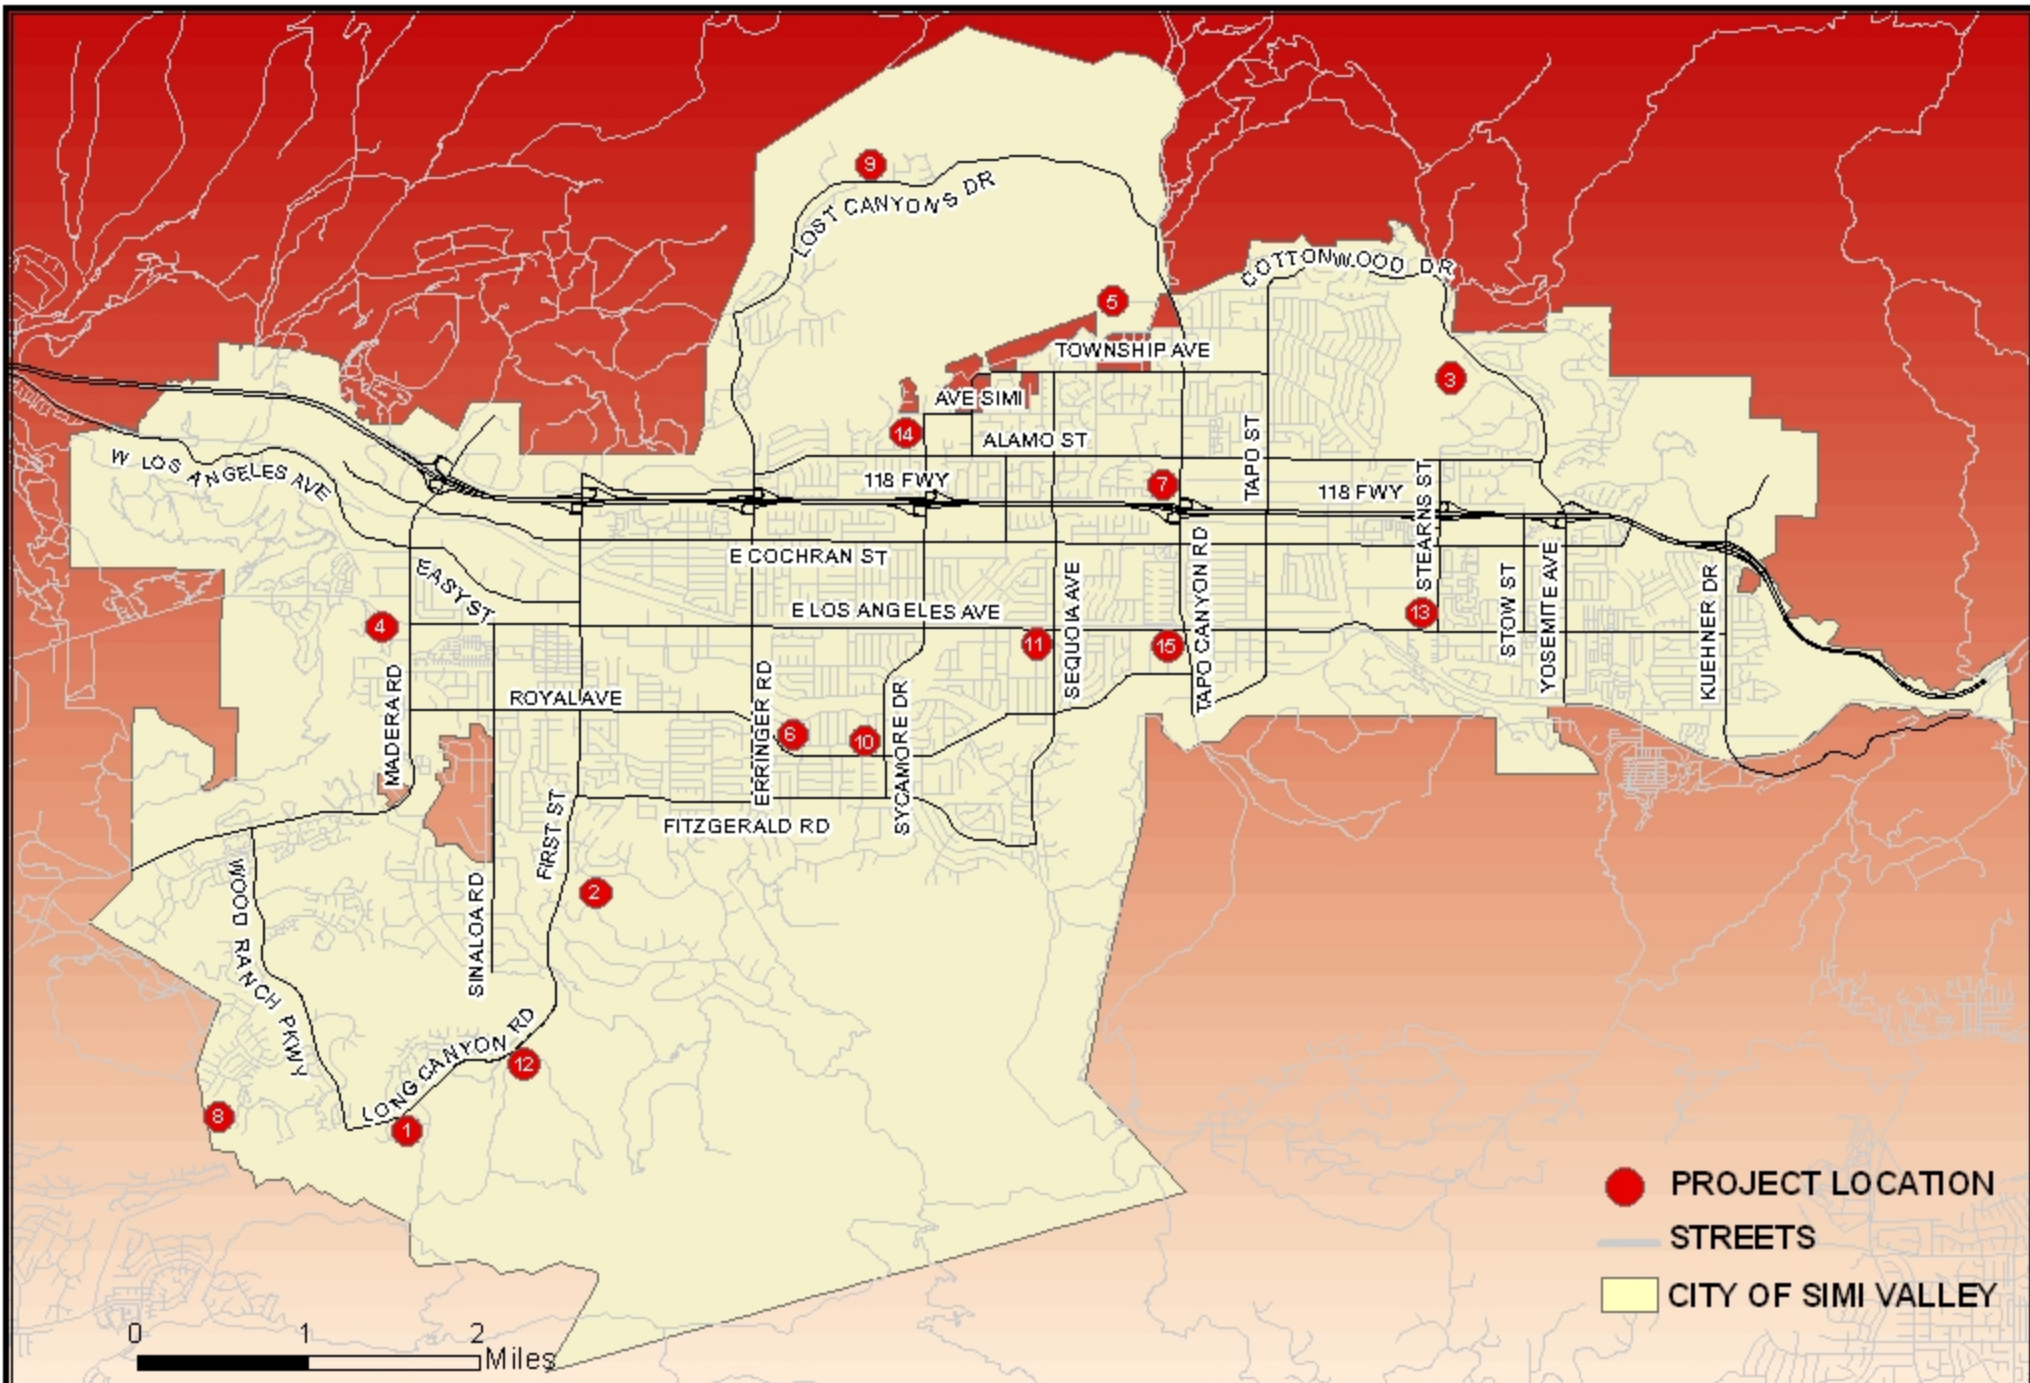 9
LOST CANYONS DR
COTTONWOOD DR
5
TOWNSHIP AVE
3
AVE SIMI
14
ALAMO ST
TAPO ST
W LOS ANGELES AVE
118 FWY
7
118 FWY
STEARNS ST
E COCHRAN ST
EASY ST
SEQUOIA AVE
TAPO CANYON RD
STOW ST
YOSEMITE AVE
KUEHNER DR
E LOS ANGELES AVE
13
4
11
15
MADERA RD
ROYAL AVE
ERRINGER RD
6
10
SYCAMORE DR
FIRST ST
FITZGERALD RD
WOOD RANCH PKWY
SINALOA RD
2
LONG CANYON RD
12
8
1
PROJECT LOCATION
STREETS
CITY OF SIMI VALLEY
0 1 2
Miles